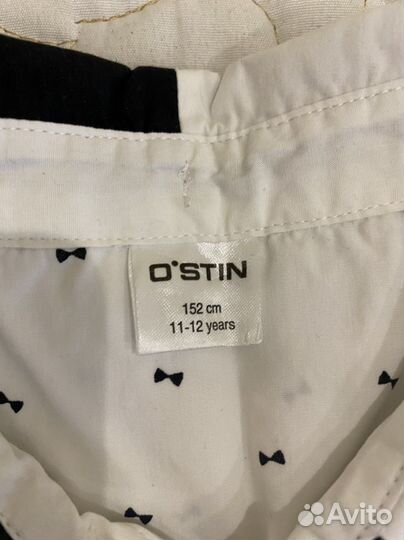 O'STIN
152 cm
11-12 years
Avito